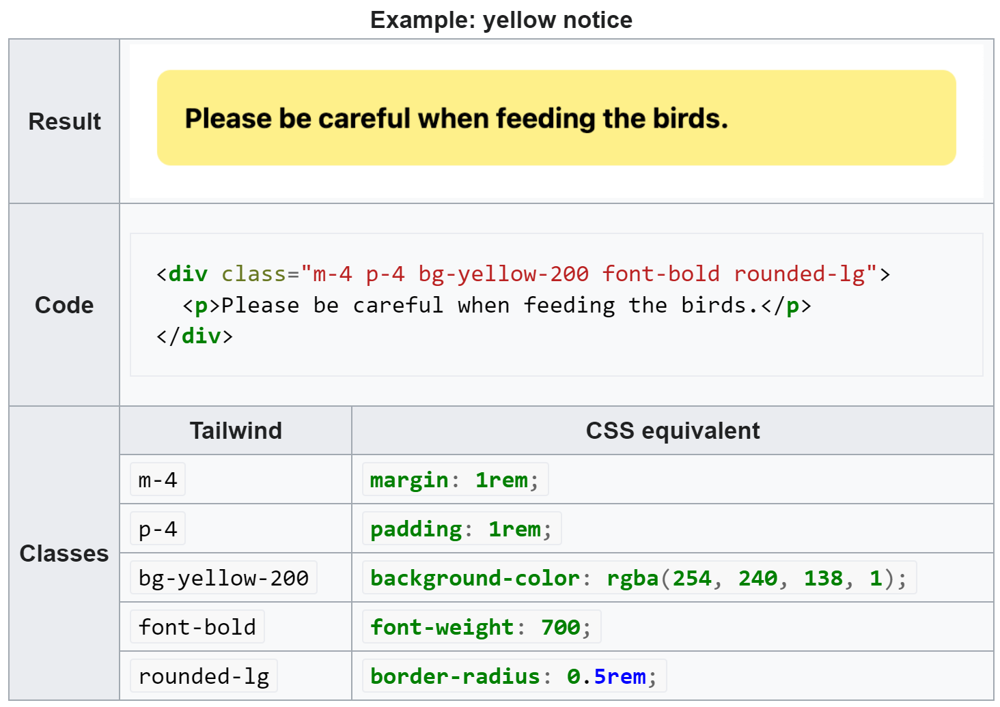 Example: yellow notice
Result
Please be careful when feeding the birds.
Code
<div class="m-4 p-4 bg-yellow-200 font-bold rounded-lg">
<p>Please be careful when feeding the birds.</p>
</div>
Classes
Tailwind CSS equivalent
m-4 margin: 1rem;
p-4 padding: 1rem;
bg-yellow-200 background-color: rgba(254, 240, 138, 1);
font-bold font-weight: 700;
rounded-lg border-radius: 0.5rem;